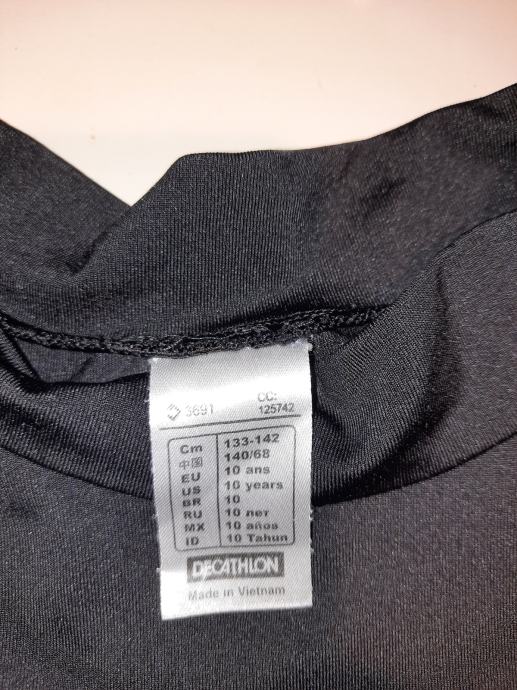 3691
CC:
125742
Cm 133-142
中国 140/68
EU 10 ans
US 10 years
BR 10
RU 10 лет
MX 10 años
ID 10 Tahun
DECATHLON
Made in Vietnam